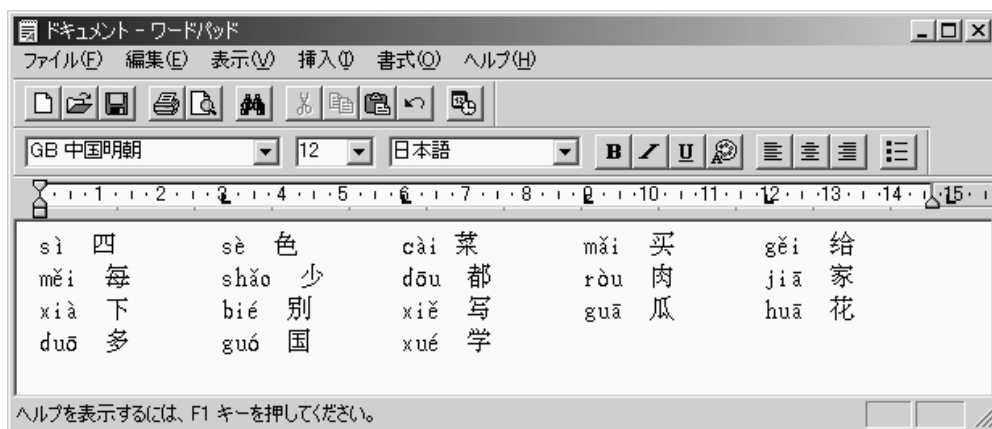 ドキュメント - ワードパッド
ファイル(F) 編集(E) 表示(V) 挿入(I) 書式(O) ヘルプ(H)
GB 中国明朝 12 日本語 B I U
1 2 3 4 5 6 7 8 9 10 11 12 13 14 15
sì 四 sè 色 cài 菜 mǎi 买 gěi 给
měi 每 shǎo 少 dōu 都 ròu 肉 jiā 家
xià 下 bié 别 xiě 写 guā 瓜 huā 花
duō 多 guó 国 xué 学
ヘルプを表示するには、F1 キーを押してください。